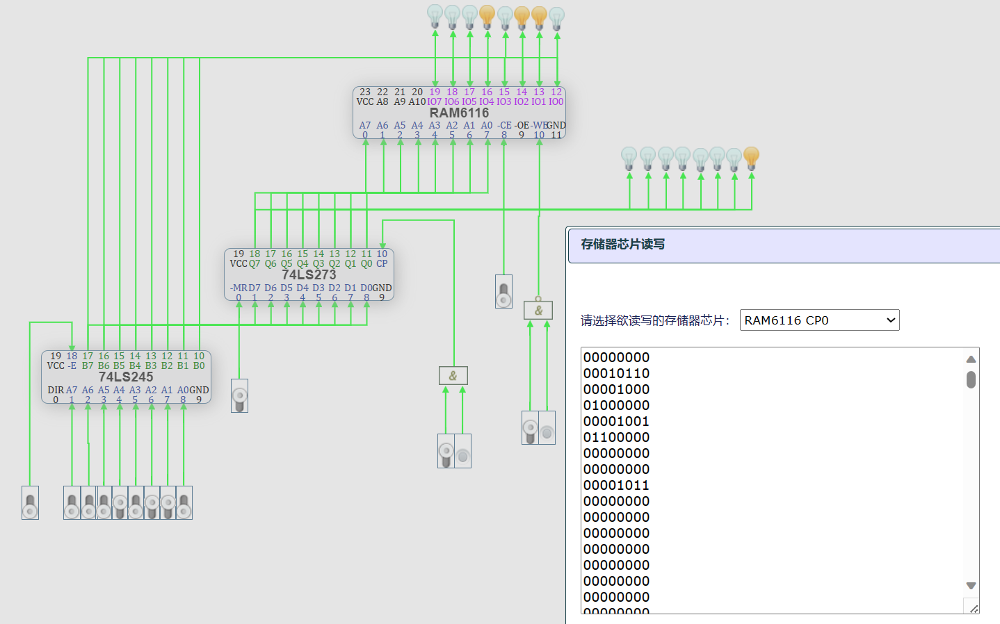 23 22 21 20 19 18 17 16 15 14 13 12
VCC A8 A9 A10 IO7 IO6 IO5 IO4 IO3 IO2 IO1 IO0
RAM6116
A7 A6 A5 A4 A3 A2 A1 A0 -CE -OE -WE GND
0 1 2 3 4 5 6 7 8 9 10 11
19 18 17 16 15 14 13 12 11 10
VCC Q7 Q6 Q5 Q4 Q3 Q2 Q1 Q0 CP
74LS273
-MR D7 D6 D5 D4 D3 D2 D1 D0 GND
0 1 2 3 4 5 6 7 8 9
&
&
19 18 17 16 15 14 13 12 11 10
VCC -E B7 B6 B5 B4 B3 B2 B1 B0
74LS245
DIR A7 A6 A5 A4 A3 A2 A1 A0 GND
0 1 2 3 4 5 6 7 8 9
存储器芯片读写
请选择欲读写的存储器芯片: RAM6116 CP0
00000000
00010110
00001000
01000000
00001001
01100000
00000000
00000000
00001011
00000000
00000000
00000000
00000000
00000000
00000000
00000000
00000000